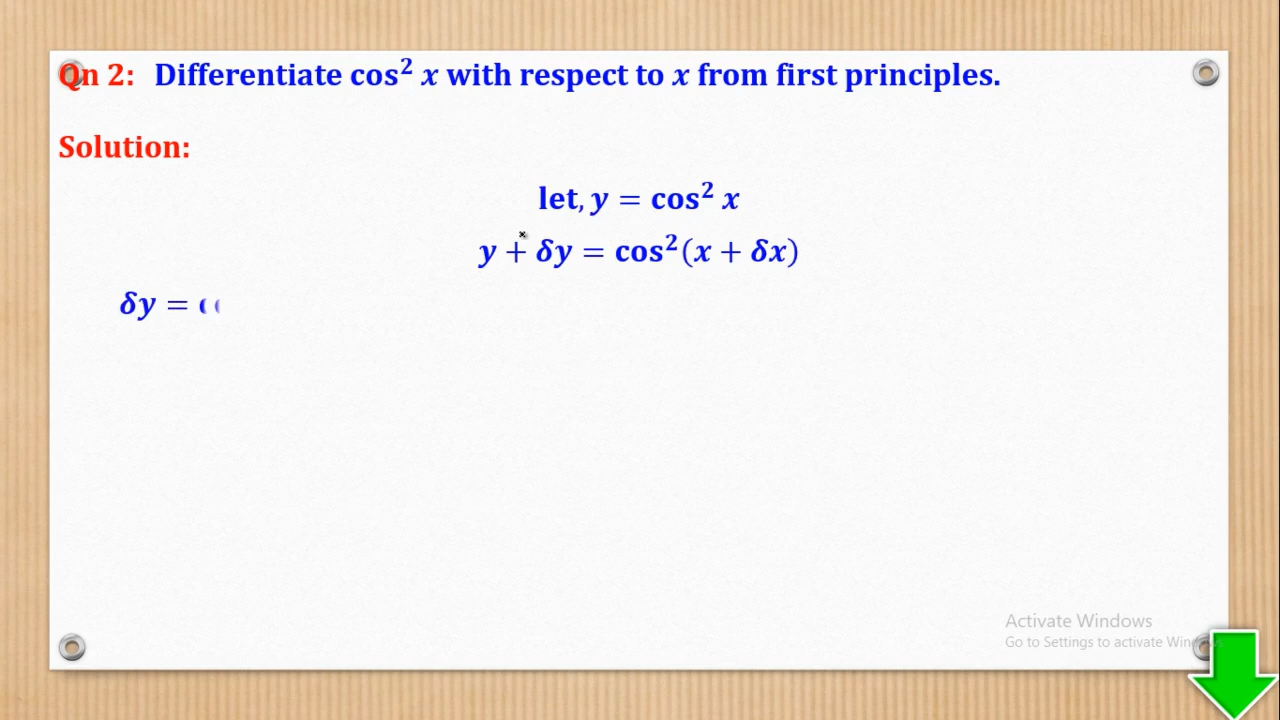 Qn 2: Differentiate cos² x with respect to x from first principles.
Solution:
let, y = cos² x
y + δy = cos²(x + δx)
δy =
Activate Windows
Go to Settings to activate Windows